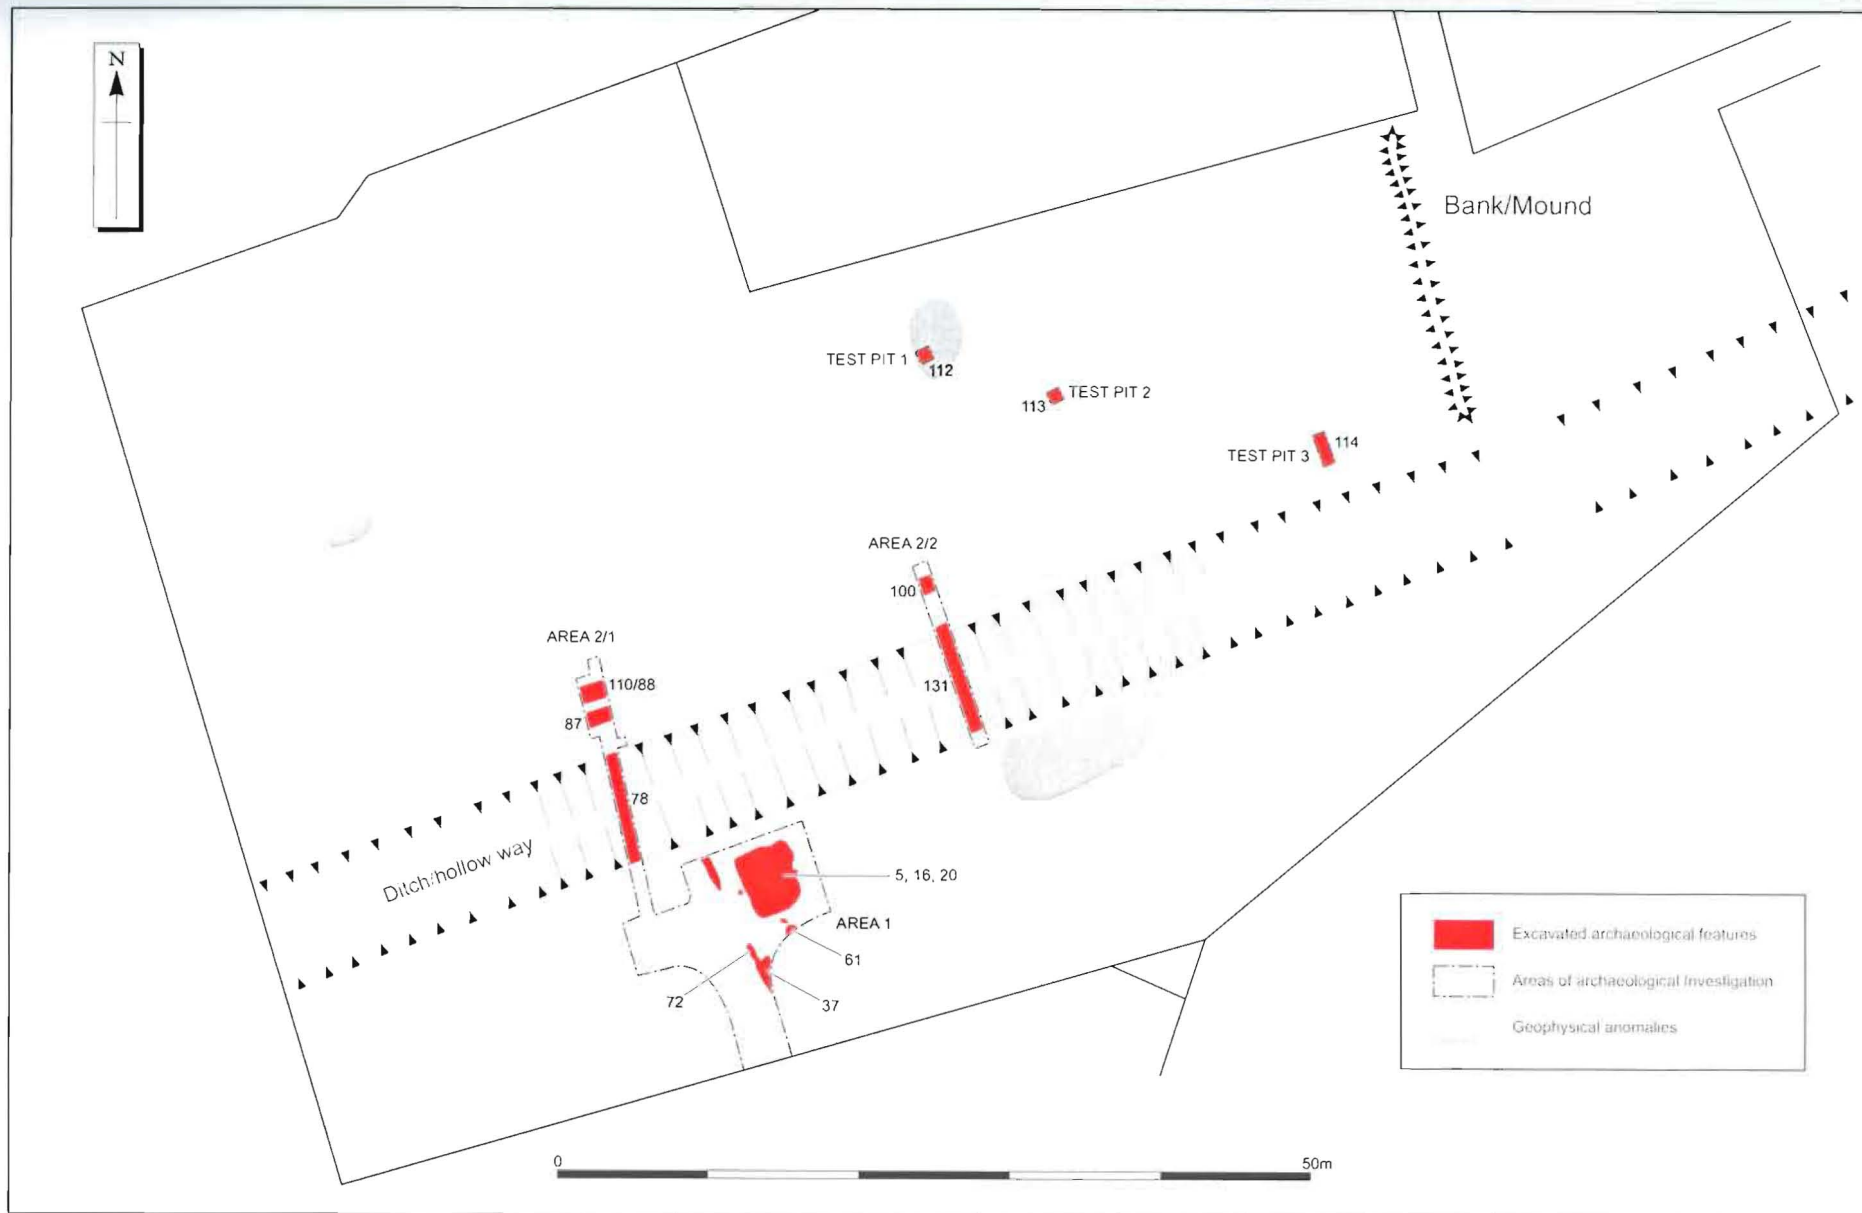 N
Bank/Mound
TEST PIT 1
112
TEST PIT 2
113
114
TEST PIT 3
AREA 2/2
100
AREA 2/1
110/88
131
87
78
Ditch/hollow way
5, 16, 20
AREA 1
61
72
37
Excavated archaeological features
Areas of archaeological Investigation
Geophysical anomalies
0
50m